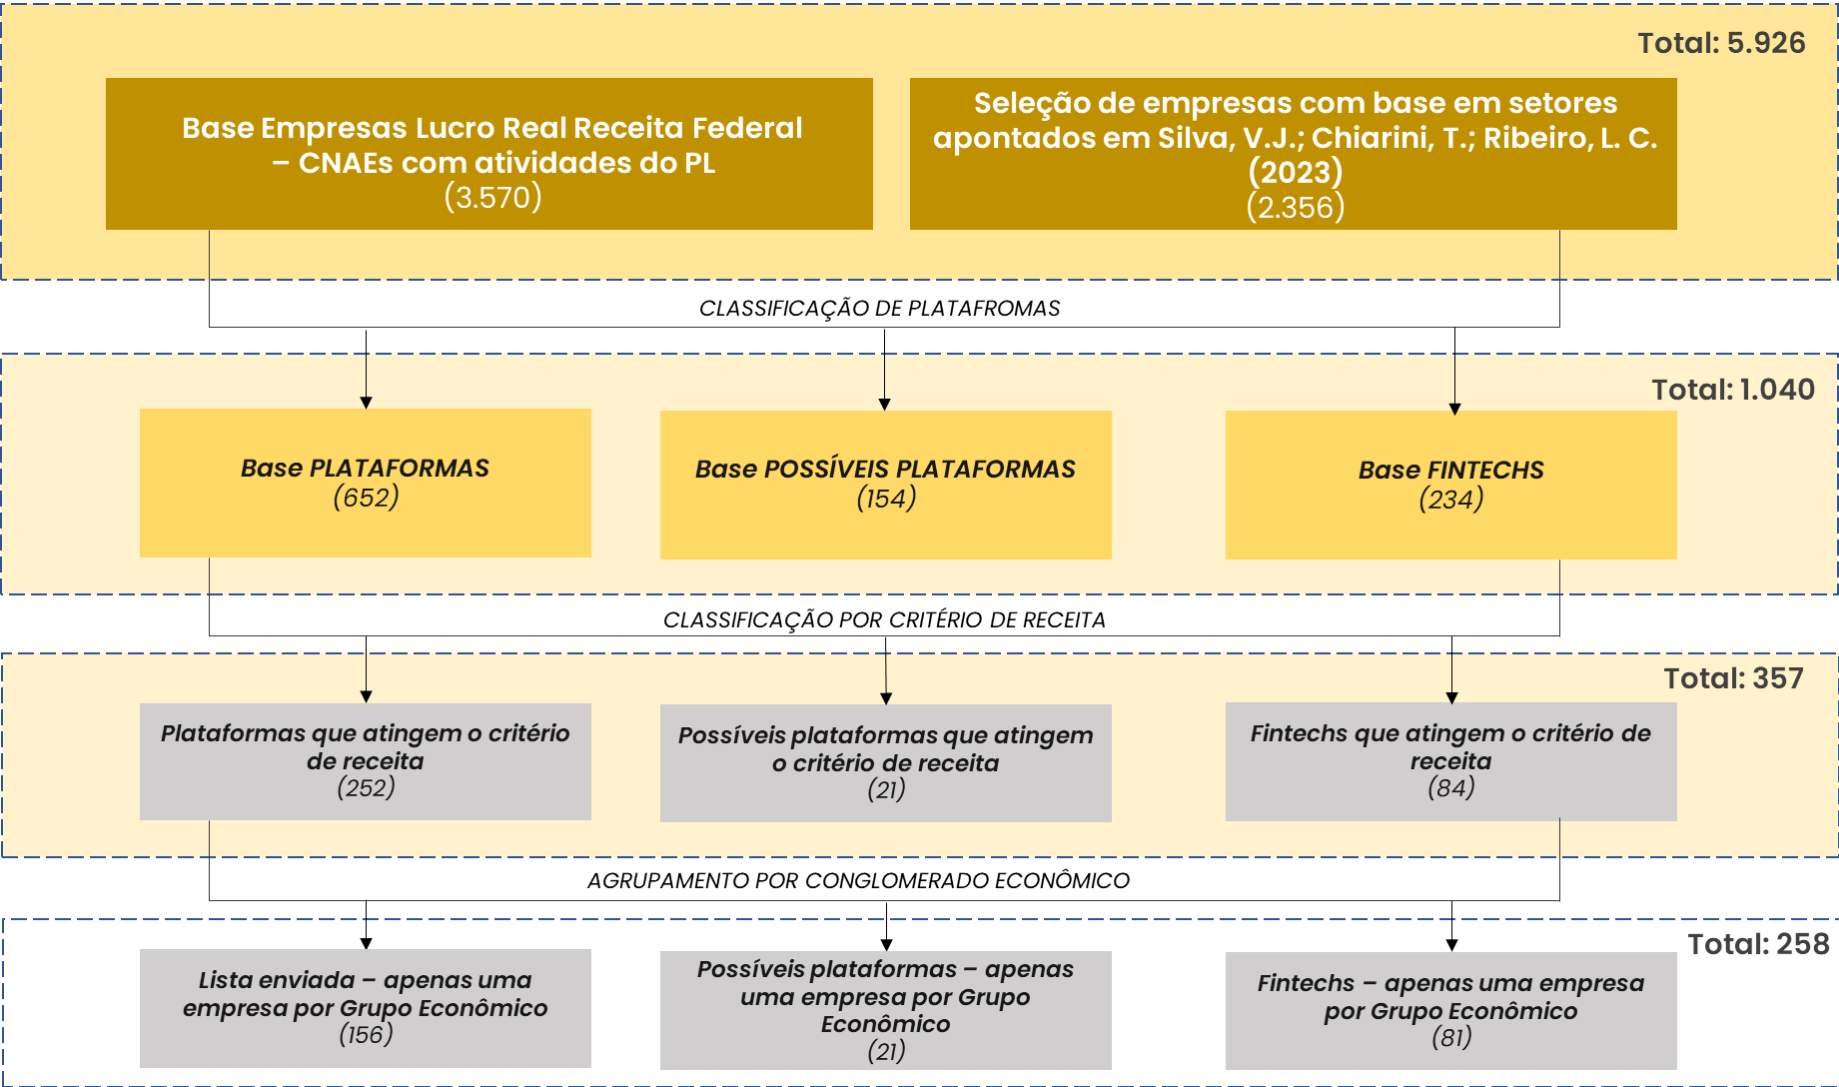 Total: 5.926
Base Empresas Lucro Real Receita Federal
– CNAEs com atividades do PL
(3.570)
Seleção de empresas com base em setores
apontados em Silva, V.J.; Chiarini, T.; Ribeiro, L. C.
(2023)
(2.356)
CLASSIFICAÇÃO DE PLATAFROMAS
Total: 1.040
Base PLATAFORMAS
(652)
Base POSSÍVEIS PLATAFORMAS
(154)
Base FINTECHS
(234)
CLASSIFICAÇÃO POR CRITÉRIO DE RECEITA
Total: 357
Plataformas que atingem o critério
de receita
(252)
Possíveis plataformas que atingem
o critério de receita
(21)
Fintechs que atingem o critério de
receita
(84)
AGRUPAMENTO POR CONGLOMERADO ECONÔMICO
Total: 258
Lista enviada – apenas uma
empresa por Grupo Econômico
(156)
Possíveis plataformas – apenas
uma empresa por Grupo
Econômico
(21)
Fintechs – apenas uma empresa
por Grupo Econômico
(81)